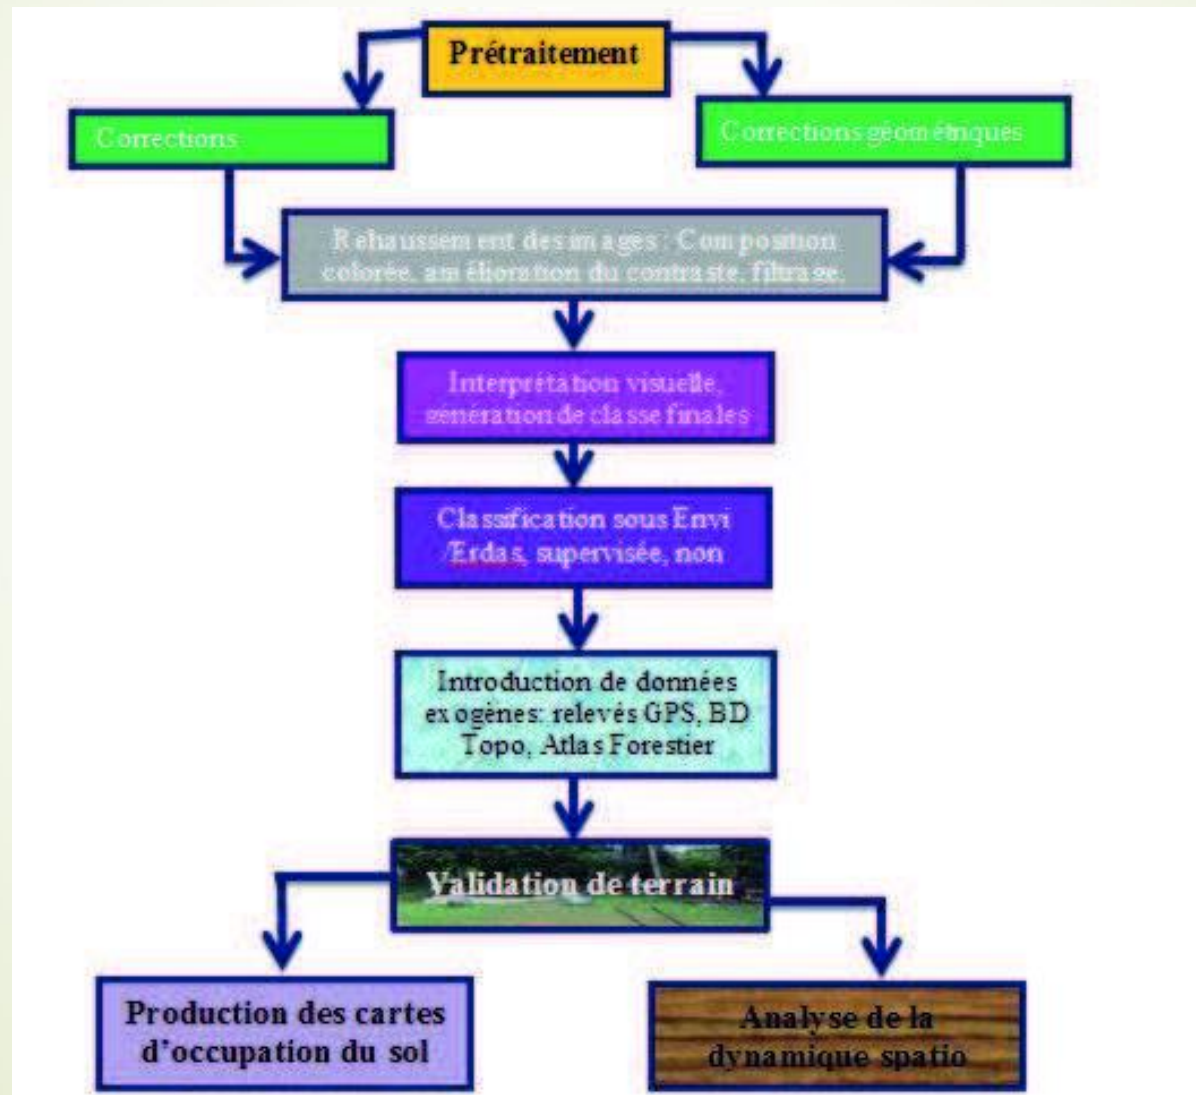 Prétraitement
Corrections
Corrections géométriques
Rehaussement des images : Composition
colorée, amélioration du contraste, filtrage.
Interprétation visuelle,
génération de classe finales
Classification sous Envi
/Erdas, supervisée, non
Introduction de données
exogènes: relevés GPS, BD
Topo, Atlas Forestier
Validation de terrain
Production des cartes
d’occupation du sol
Analyse de la
dynamique spatio